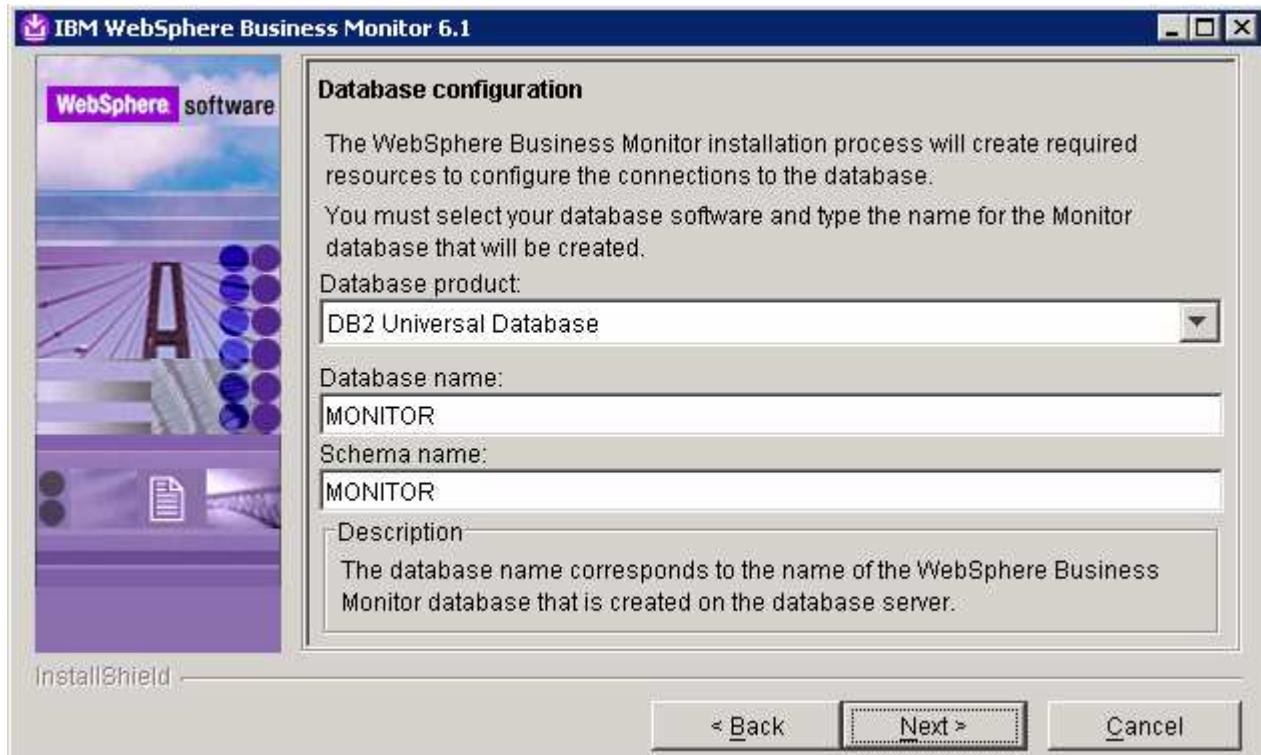 IBM WebSphere Business Monitor 6.1
WebSphere software
Database configuration
The WebSphere Business Monitor installation process will create required
resources to configure the connections to the database.
You must select your database software and type the name for the Monitor
database that will be created.
Database product:
DB2 Universal Database
Database name:
MONITOR
Schema name:
MONITOR
Description
The database name corresponds to the name of the WebSphere Business
Monitor database that is created on the database server.
InstallShield
< Back
Next >
Cancel